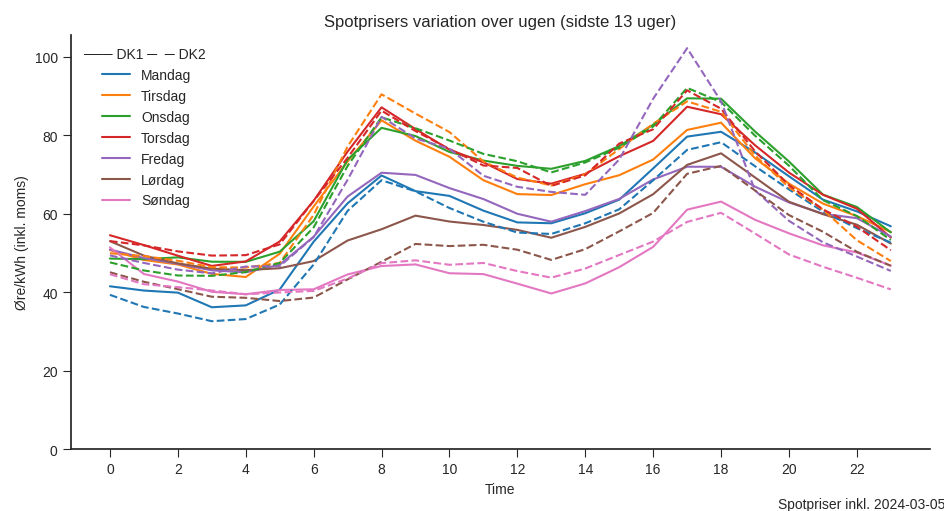 Spotprisers variation over ugen (sidste 13 uger)
DK1 DK2
Mandag
Tirsdag
Onsdag
Torsdag
Fredag
Lørdag
Søndag
Øre/kWh (inkl. moms)
100
80
60
40
20
0
0 2 4 6 8 10 12 14 16 18 20 22
Time
Spotpriser inkl. 2024-03-05